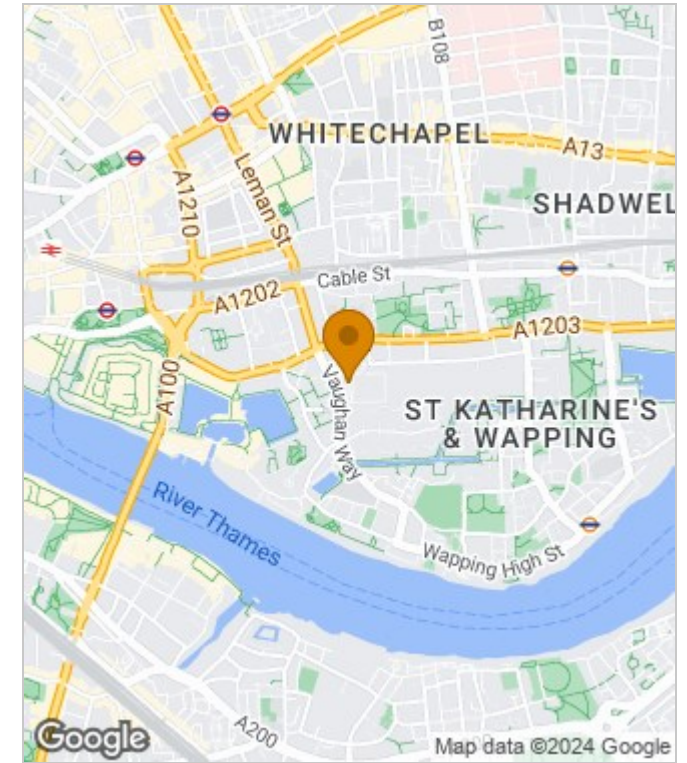 B108
WHITECHAPEL
A13
A1210
Leman St
SHADWEL
Cable St
A1202
A1203
A100
Vaughan Way
ST KATHARINE'S
& WAPPING
River Thames
Wapping High St
A200
Google
Map data ©2024 Google